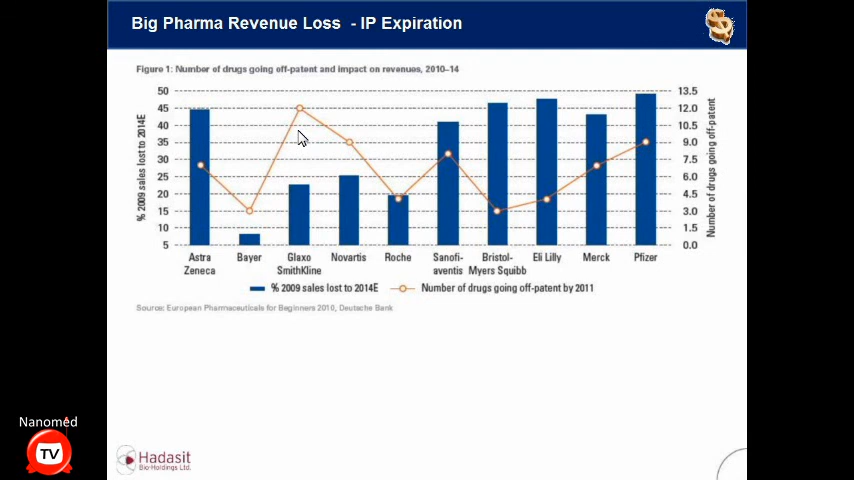 Big Pharma Revenue Loss - IP Expiration
Figure 1: Number of drugs going off-patent and impact on revenues, 2010–14
% 2009 sales lost to 2014E
50
45
40
35
30
25
20
15
10
5
13.5
12.0
10.5
9.0
7.5
6.0
4.5
3.0
1.5
0.0
Number of drugs going off-patent
Astra Zeneca
Bayer
Glaxo SmithKline
Novartis
Roche
Sanofi-aventis
Bristol-Myers Squibb
Eli Lilly
Merck
Pfizer
% 2009 sales lost to 2014E
Number of drugs going off-patent by 2011
Source: European Pharmaceuticals for Beginners 2010, Deutsche Bank
Nanomed
TV
Hadasit
Bio-Holdings Ltd.